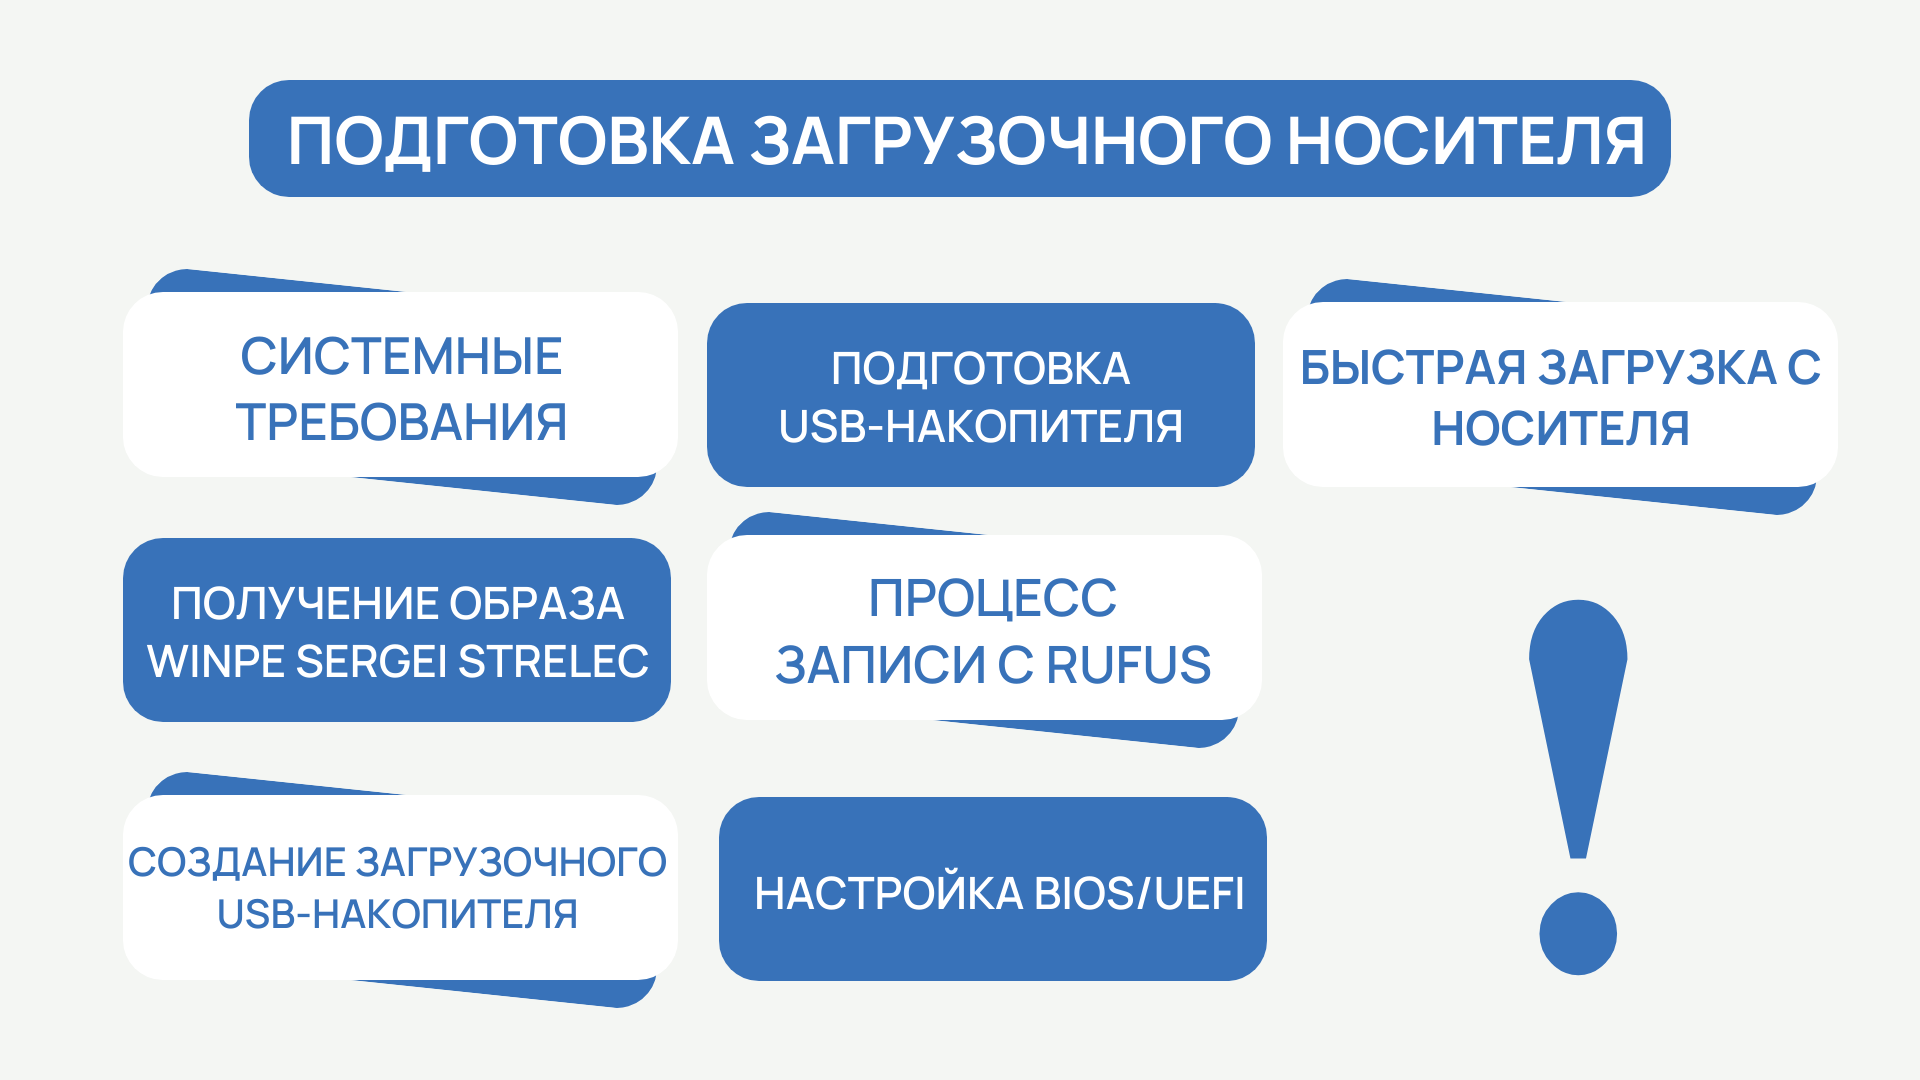 ПОДГОТОВКА ЗАГРУЗОЧНОГО НОСИТЕЛЯ
СИСТЕМНЫЕ
ТРЕБОВАНИЯ
ПОДГОТОВКА
USB-НАКОПИТЕЛЯ
БЫСТРАЯ ЗАГРУЗКА С
НОСИТЕЛЯ
ПОЛУЧЕНИЕ ОБРАЗА
WINPE SERGEI STRELEC
ПРОЦЕСС
ЗАПИСИ С RUFUS
СОЗДАНИЕ ЗАГРУЗОЧНОГО
USB-НАКОПИТЕЛЯ
НАСТРОЙКА BIOS/UEFI
!